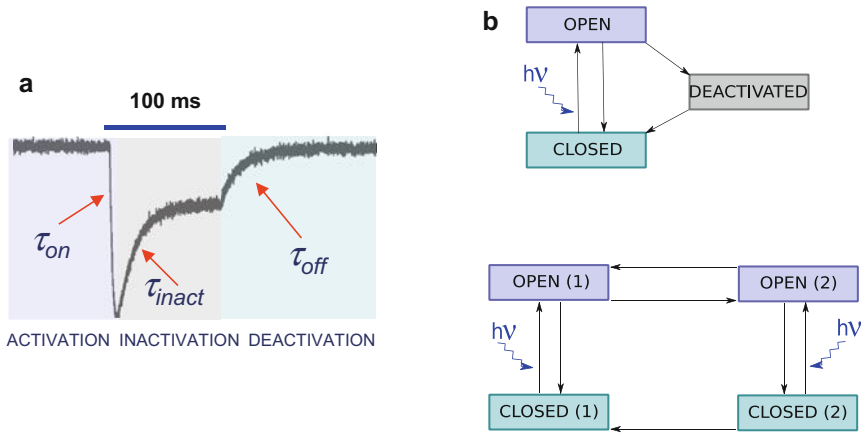 a
100 ms
τon
τinact
τoff
ACTIVATION INACTIVATION DEACTIVATION
b
OPEN
hν
DEACTIVATED
CLOSED
OPEN (1) OPEN (2)
hν hν
CLOSED (1) CLOSED (2)